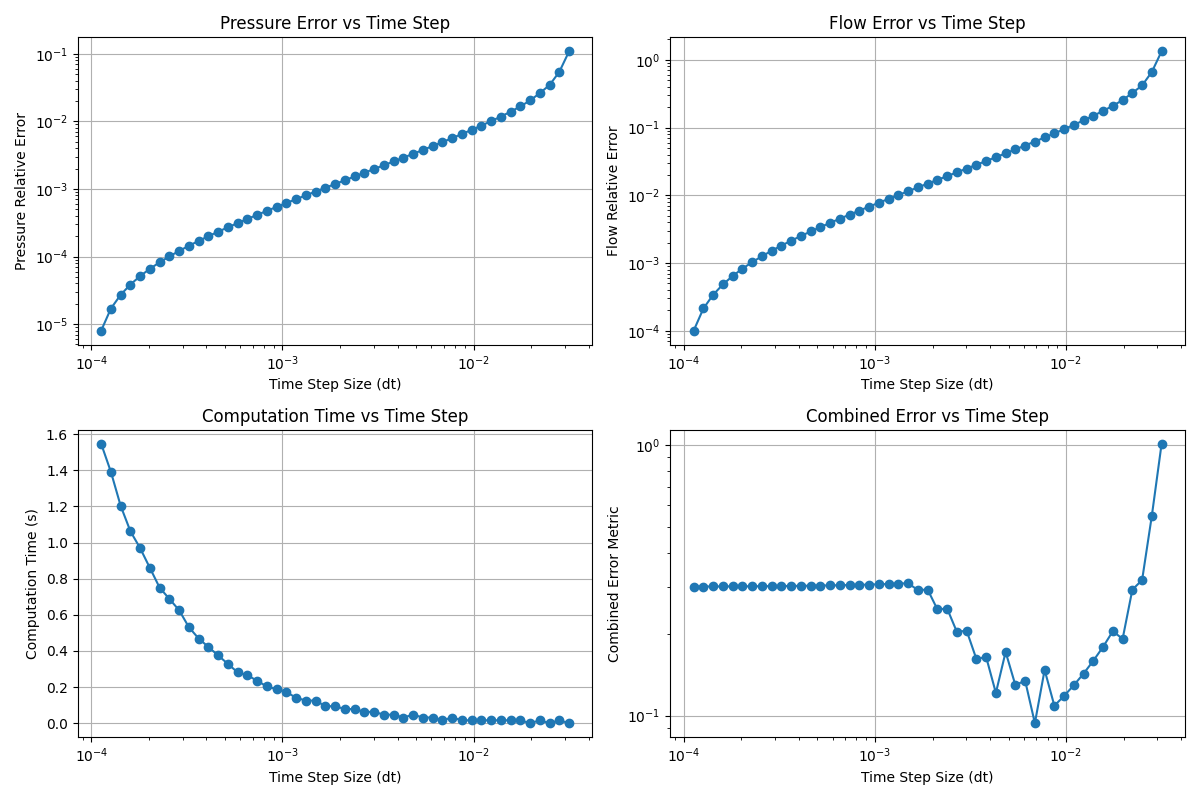 Pressure Error vs Time Step
Pressure Relative Error
10⁻¹
10⁻²
10⁻³
10⁻⁴
10⁻⁵
10⁻⁴
10⁻³
10⁻²
Time Step Size (dt)
Flow Error vs Time Step
Flow Relative Error
10⁰
10⁻¹
10⁻²
10⁻³
10⁻⁴
10⁻⁴
10⁻³
10⁻²
Time Step Size (dt)
Computation Time vs Time Step
Computation Time (s)
1.6
1.4
1.2
1.0
0.8
0.6
0.4
0.2
0.0
10⁻⁴
10⁻³
10⁻²
Time Step Size (dt)
Combined Error vs Time Step
Combined Error Metric
10⁰
10⁻¹
10⁻⁴
10⁻³
10⁻²
Time Step Size (dt)